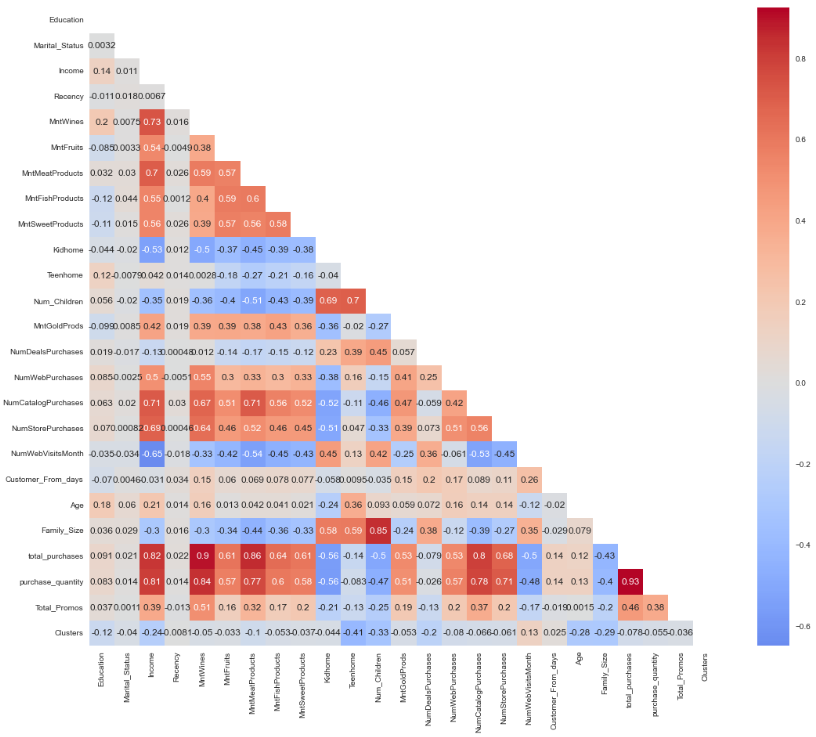 Education
Marital_Status 0.0032
Income 0.14 0.011
Recency -0.011 0.018 0.0067
MntWines 0.2 0.0075 0.73 0.016
MntFruits -0.085 0.0033 0.54 -0.0049 0.38
MntMeatProducts 0.032 0.03 0.7 0.026 0.59 0.57
MntFishProducts -0.12 0.044 0.55 0.0012 0.4 0.59 0.6
MntSweetProducts -0.11 0.015 0.56 0.026 0.39 0.57 0.56 0.58
Kidhome -0.044 -0.02 -0.53 0.012 -0.5 -0.37 -0.45 -0.39 -0.38
Teenhome 0.12 -0.0079 0.042 0.014 0.0028 -0.18 -0.27 -0.21 -0.16 -0.04
Num_Children 0.056 -0.02 -0.35 0.019 -0.36 -0.4 -0.51 -0.43 -0.39 0.69 0.7
MntGoldProds -0.099 0.0085 0.42 0.019 0.39 0.39 0.38 0.43 0.36 -0.36 -0.02 -0.27
NumDealsPurchases 0.019 -0.017 -0.13 0.00048 0.012 -0.14 -0.17 -0.15 -0.12 0.23 0.39 0.45 0.057
NumWebPurchases 0.085 0.0025 0.5 -0.0051 0.55 0.3 0.33 0.3 0.33 -0.38 0.16 -0.15 0.41 0.25
NumCatalogPurchases 0.063 0.02 0.71 0.03 0.67 0.51 0.71 0.56 0.52 -0.52 -0.11 -0.46 0.47 -0.059 0.42
NumStorePurchases 0.070 0.00082 0.69 0.00046 0.64 0.46 0.52 0.46 0.45 -0.51 0.047 -0.33 0.39 0.073 0.51 0.56
NumWebVisitsMonth -0.035 -0.034 -0.65 -0.018 -0.33 -0.42 -0.54 -0.45 -0.43 0.45 0.13 0.42 -0.25 0.36 -0.061 -0.53 -0.45
Customer_From_days -0.07 0.0046 -0.031 0.034 0.15 0.06 0.069 0.078 0.077 -0.058 0.0095 -0.035 0.15 0.2 0.17 0.089 0.11 0.26
Age 0.18 0.06 0.21 0.014 0.16 0.013 0.042 0.041 0.021 -0.24 0.36 0.093 0.059 0.072 0.16 0.14 0.14 -0.12 -0.02
Family_Size 0.036 0.029 -0.3 0.016 -0.3 -0.34 -0.44 -0.36 -0.33 0.58 0.59 0.85 -0.24 0.38 -0.12 -0.39 -0.27 0.35 -0.029 0.079
total_purchases 0.091 0.021 0.82 0.022 0.9 0.61 0.86 0.64 0.61 -0.56 -0.14 -0.5 0.53 -0.079 0.53 0.8 0.68 -0.5 0.14 0.12 -0.43
purchase_quantity 0.083 0.014 0.81 0.014 0.84 0.57 0.77 0.6 0.58 -0.56 -0.083 -0.47 0.51 -0.026 0.57 0.78 0.71 -0.48 0.14 0.13 -0.4 0.93
Total_Promos 0.037 0.0011 0.39 -0.013 0.51 0.16 0.32 0.17 0.2 -0.21 -0.13 -0.25 0.19 -0.13 0.2 0.37 0.2 -0.17 -0.019 0.0015 -0.2 0.46 0.38
Clusters -0.12 -0.04 -0.24 0.0081 -0.05 -0.033 -0.1 -0.053 -0.037 -0.044 -0.41 -0.33 -0.053 -0.2 -0.08 -0.066 -0.061 0.13 0.025 -0.28 -0.29 -0.078 -0.055 -0.036
Education
Marital_Status
Income
Recency
MntWines
MntFruits
MntMeatProducts
MntFishProducts
MntSweetProducts
Kidhome
Teenhome
Num_Children
MntGoldProds
NumDealsPurchases
NumWebPurchases
NumCatalogPurchases
NumStorePurchases
NumWebVisitsMonth
Customer_From_days
Age
Family_Size
total_purchases
purchase_quantity
Total_Promos
Clusters
0.8
0.6
0.4
0.2
0.0
−0.2
−0.4
−0.6